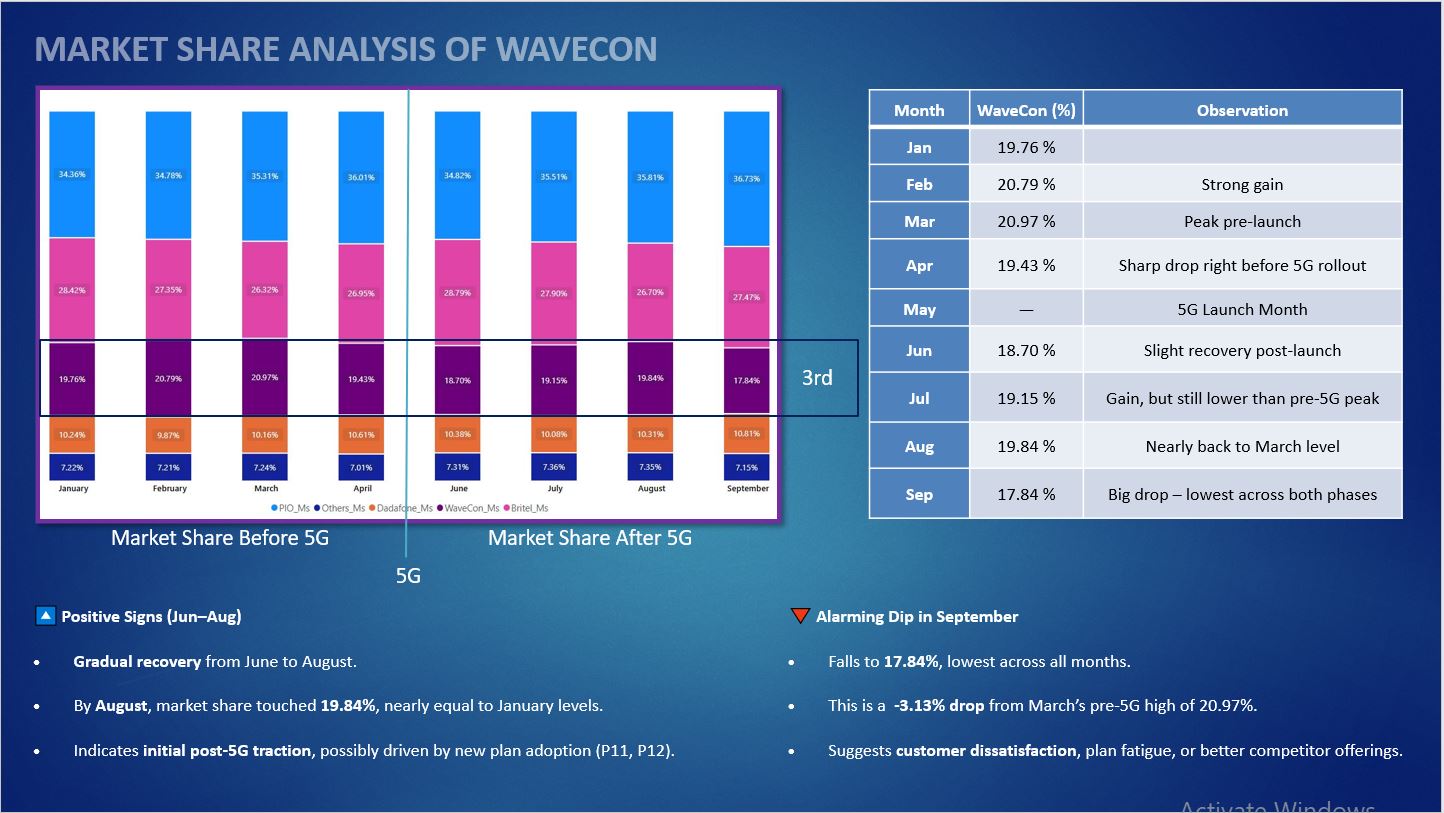 MARKET SHARE ANALYSIS OF WAVECON
34.36% 34.78% 35.31% 36.01% 34.82% 35.51% 35.81% 36.73%
28.42% 27.35% 26.32% 26.95% 28.79% 27.90% 26.70% 27.47%
19.76% 20.79% 20.97% 19.43% 18.70% 19.15% 19.84% 17.84%
3rd
10.24% 9.87% 10.16% 10.61% 10.38% 10.08% 10.31% 10.81%
7.22% 7.21% 7.24% 7.01% 7.31% 7.36% 7.35% 7.15%
January February March April June July August September
PIO_Ms Others_Ms Dadafone_Ms WaveCon_Ms Britel_Ms
Market Share Before 5G Market Share After 5G
5G
Month WaveCon (%) Observation
Jan 19.76 %
Feb 20.79 % Strong gain
Mar 20.97 % Peak pre-launch
Apr 19.43 % Sharp drop right before 5G rollout
May — 5G Launch Month
Jun 18.70 % Slight recovery post-launch
Jul 19.15 % Gain, but still lower than pre-5G peak
Aug 19.84 % Nearly back to March level
Sep 17.84 % Big drop – lowest across both phases
Positive Signs (Jun–Aug)
• Gradual recovery from June to August.
• By August, market share touched 19.84%, nearly equal to January levels.
• Indicates initial post-5G traction, possibly driven by new plan adoption (P11, P12).
Alarming Dip in September
• Falls to 17.84%, lowest across all months.
• This is a -3.13% drop from March’s pre-5G high of 20.97%.
• Suggests customer dissatisfaction, plan fatigue, or better competitor offerings.
Activate Windows